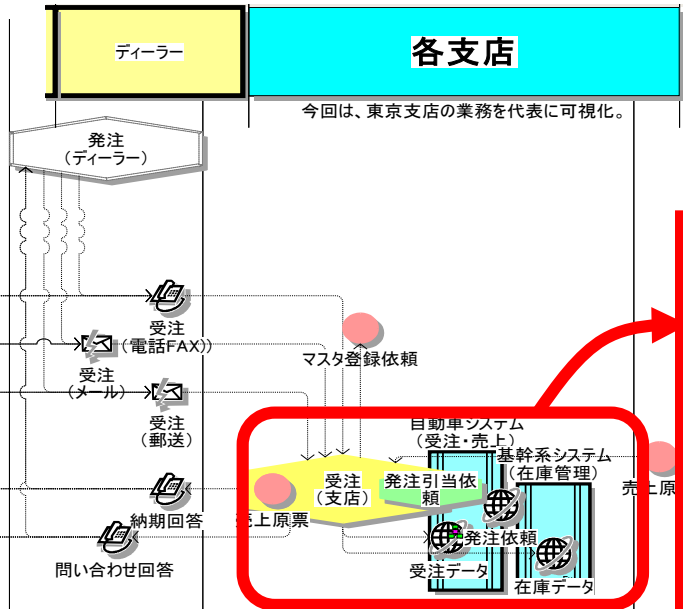 ディーラー
各支店
今回は、東京支店の業務を代表に可視化。
発注
(ディーラー)
受注
(電話FAX))
マスタ登録依頼
受注
(メール)
受注
(郵送)
自動車システム
(受注・売上)
基幹系システム
(在庫管理)
受注
(支店)
発注引当依
頼
売上原
納期回答
売上原票
発注依頼
問い合わせ回答
受注データ
在庫データ